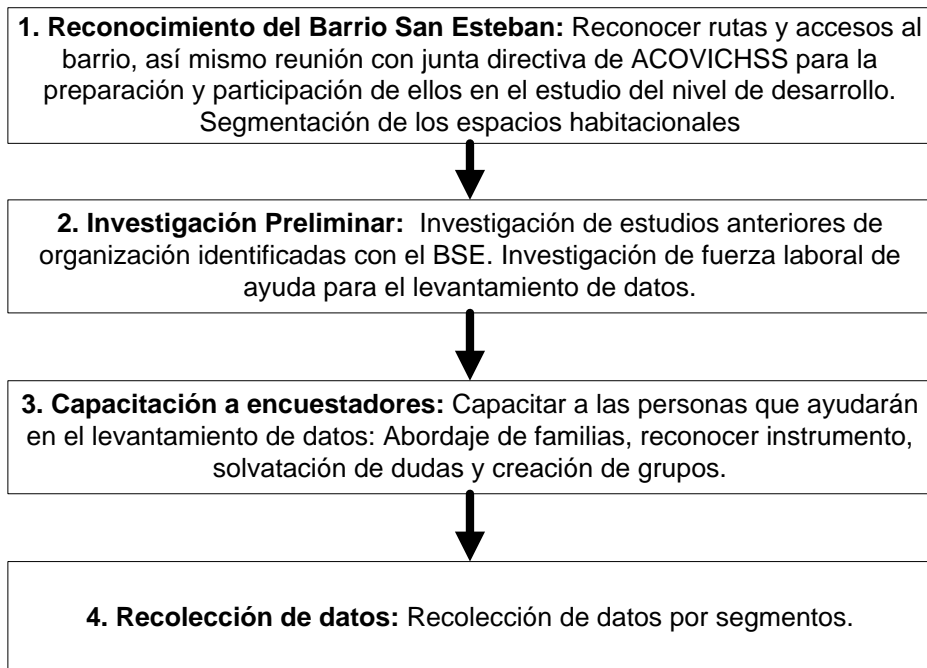 1. Reconocimiento del Barrio San Esteban: Reconocer rutas y accesos al
barrio, así mismo reunión con junta directiva de ACOVICHSS para la
preparación y participación de ellos en el estudio del nivel de desarrollo.
Segmentación de los espacios habitacionales
2. Investigación Preliminar: Investigación de estudios anteriores de
organización identificadas con el BSE. Investigación de fuerza laboral de
ayuda para el levantamiento de datos.
3. Capacitación a encuestadores: Capacitar a las personas que ayudarán
en el levantamiento de datos: Abordaje de familias, reconocer instrumento,
solvatación de dudas y creación de grupos.
4. Recolección de datos: Recolección de datos por segmentos.